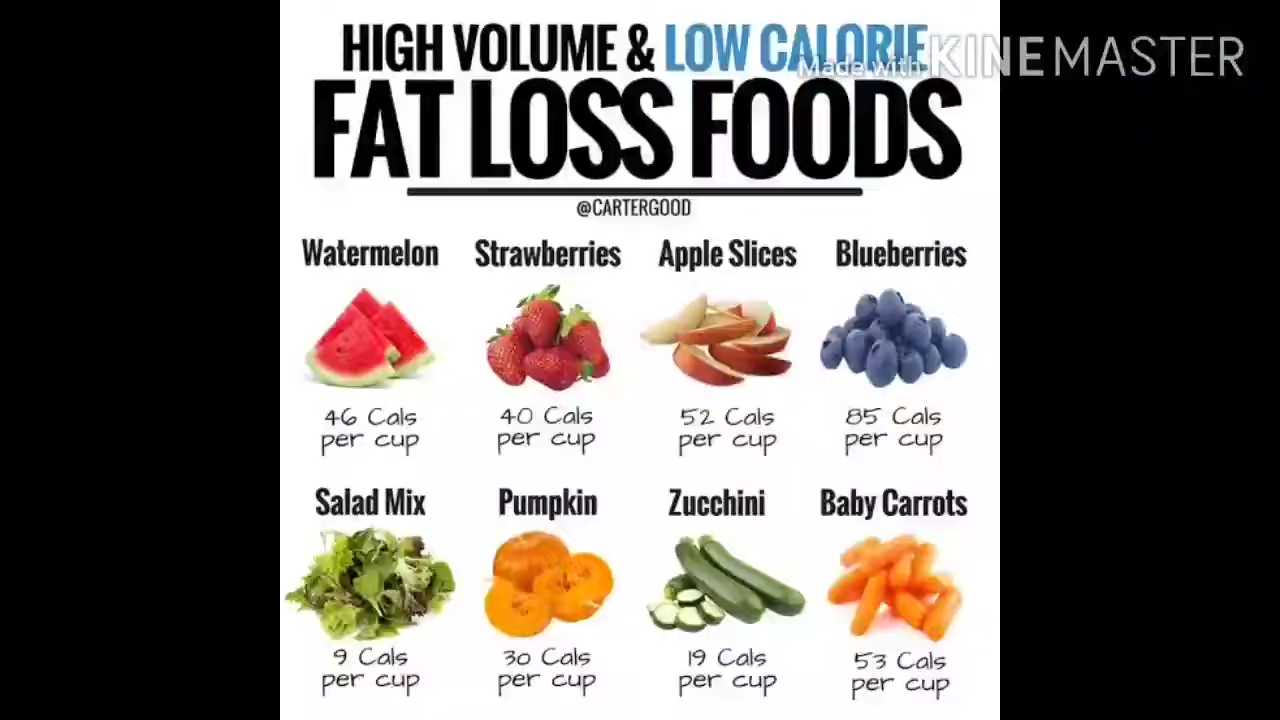 HIGH VOLUME & LOW CALORIE
Made with KINEMASTER
FAT LOSS FOODS
@CARTERGOOD
Watermelon Strawberries Apple Slices Blueberries
46 Cals 40 Cals 52 Cals 85 Cals
per cup per cup per cup per cup
Salad Mix Pumpkin Zucchini Baby Carrots
9 Cals 30 Cals 19 Cals 53 Cals
per cup per cup per cup per cup